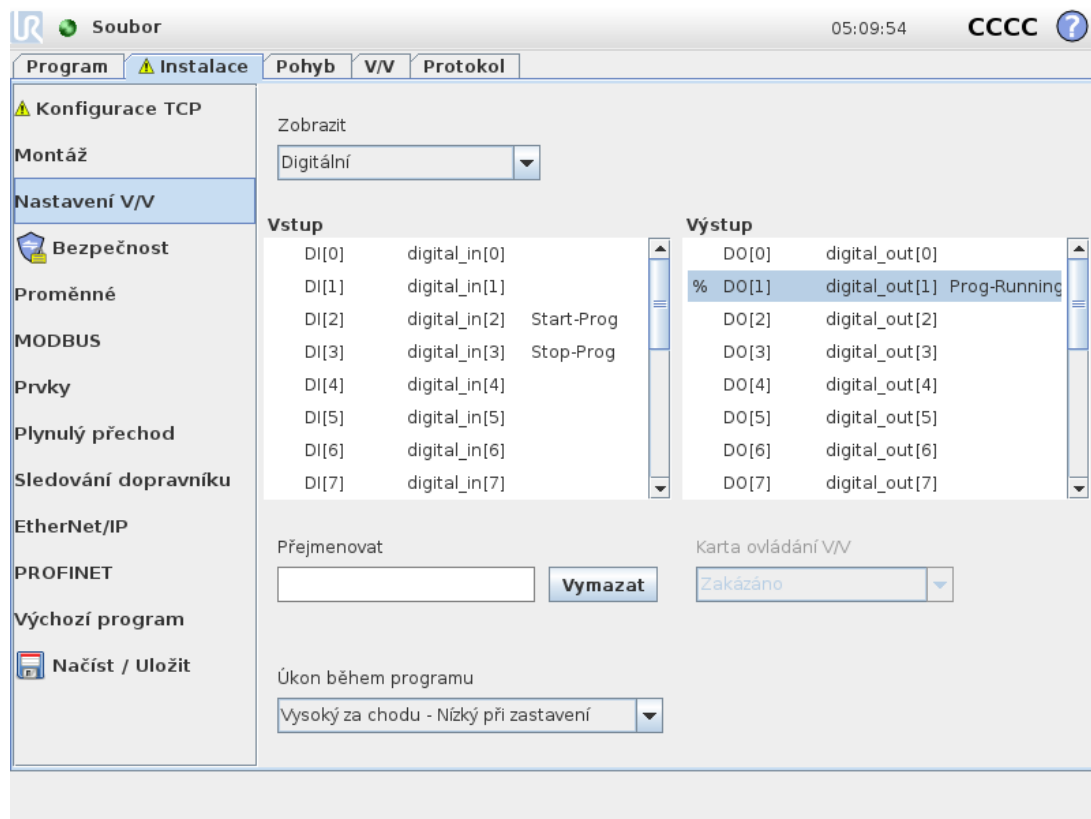 UR Soubor 05:09:54 CCCC ?
Program Instalace Pohyb V/V Protokol
Konfigurace TCP
Montáž
Nastavení V/V
Bezpečnost
Proměnné
MODBUS
Prvky
Plynulý přechod
Sledování dopravníku
EtherNet/IP
PROFINET
Výchozí program
Načíst / Uložit
Zobrazit
Digitální
Vstup
DI[0] digital_in[0]
DI[1] digital_in[1]
DI[2] digital_in[2] Start-Prog
DI[3] digital_in[3] Stop-Prog
DI[4] digital_in[4]
DI[5] digital_in[5]
DI[6] digital_in[6]
DI[7] digital_in[7]
Výstup
DO[0] digital_out[0]
% DO[1] digital_out[1] Prog-Running
DO[2] digital_out[2]
DO[3] digital_out[3]
DO[4] digital_out[4]
DO[5] digital_out[5]
DO[6] digital_out[6]
DO[7] digital_out[7]
Přejmenovat
Vymazat
Karta ovládání V/V
Zakázáno
Úkon během programu
Vysoký za chodu - Nízký při zastavení